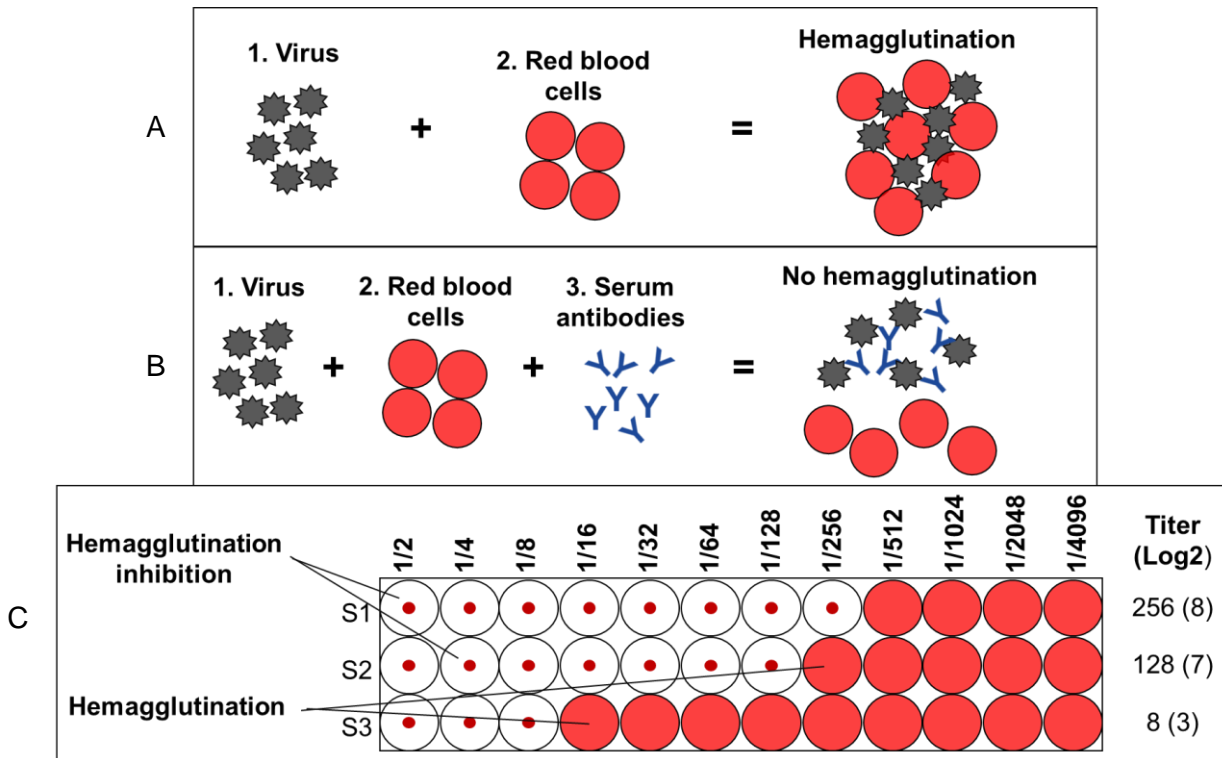 A
1. Virus
+
2. Red blood
cells
=
Hemagglutination
B
1. Virus
+
2. Red blood
cells
+
3. Serum
antibodies
=
No hemagglutination
C
Hemagglutination
inhibition
Hemagglutination
1/2 1/4 1/8 1/16 1/32 1/64 1/128 1/256 1/512 1/1024 1/2048 1/4096
Titer
(Log2)
S1 256 (8)
S2 128 (7)
S3 8 (3)